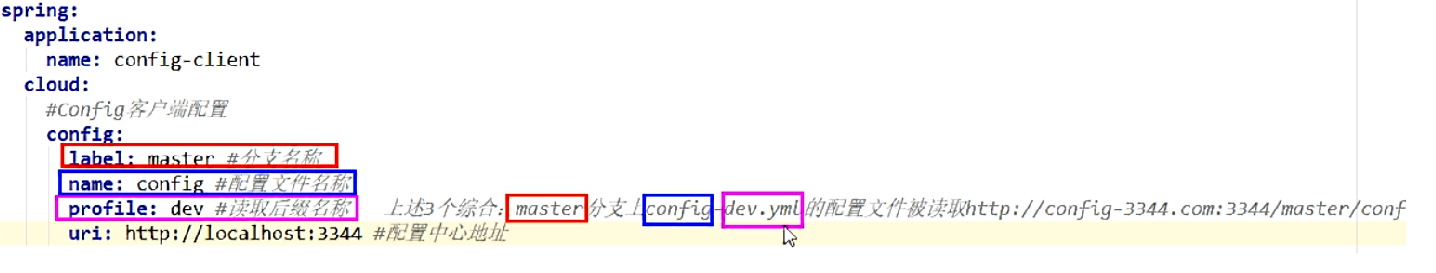 spring:
application:
name: config-client
cloud:
#Config客户端配置
config:
label: master #分支名称
name: config #配置文件名称
profile: dev #读取后缀名称 上述3个综合：master分支上config-dev.yml的配置文件被读取http://config-3344.com:3344/master/conf
uri: http://localhost:3344 #配置中心地址